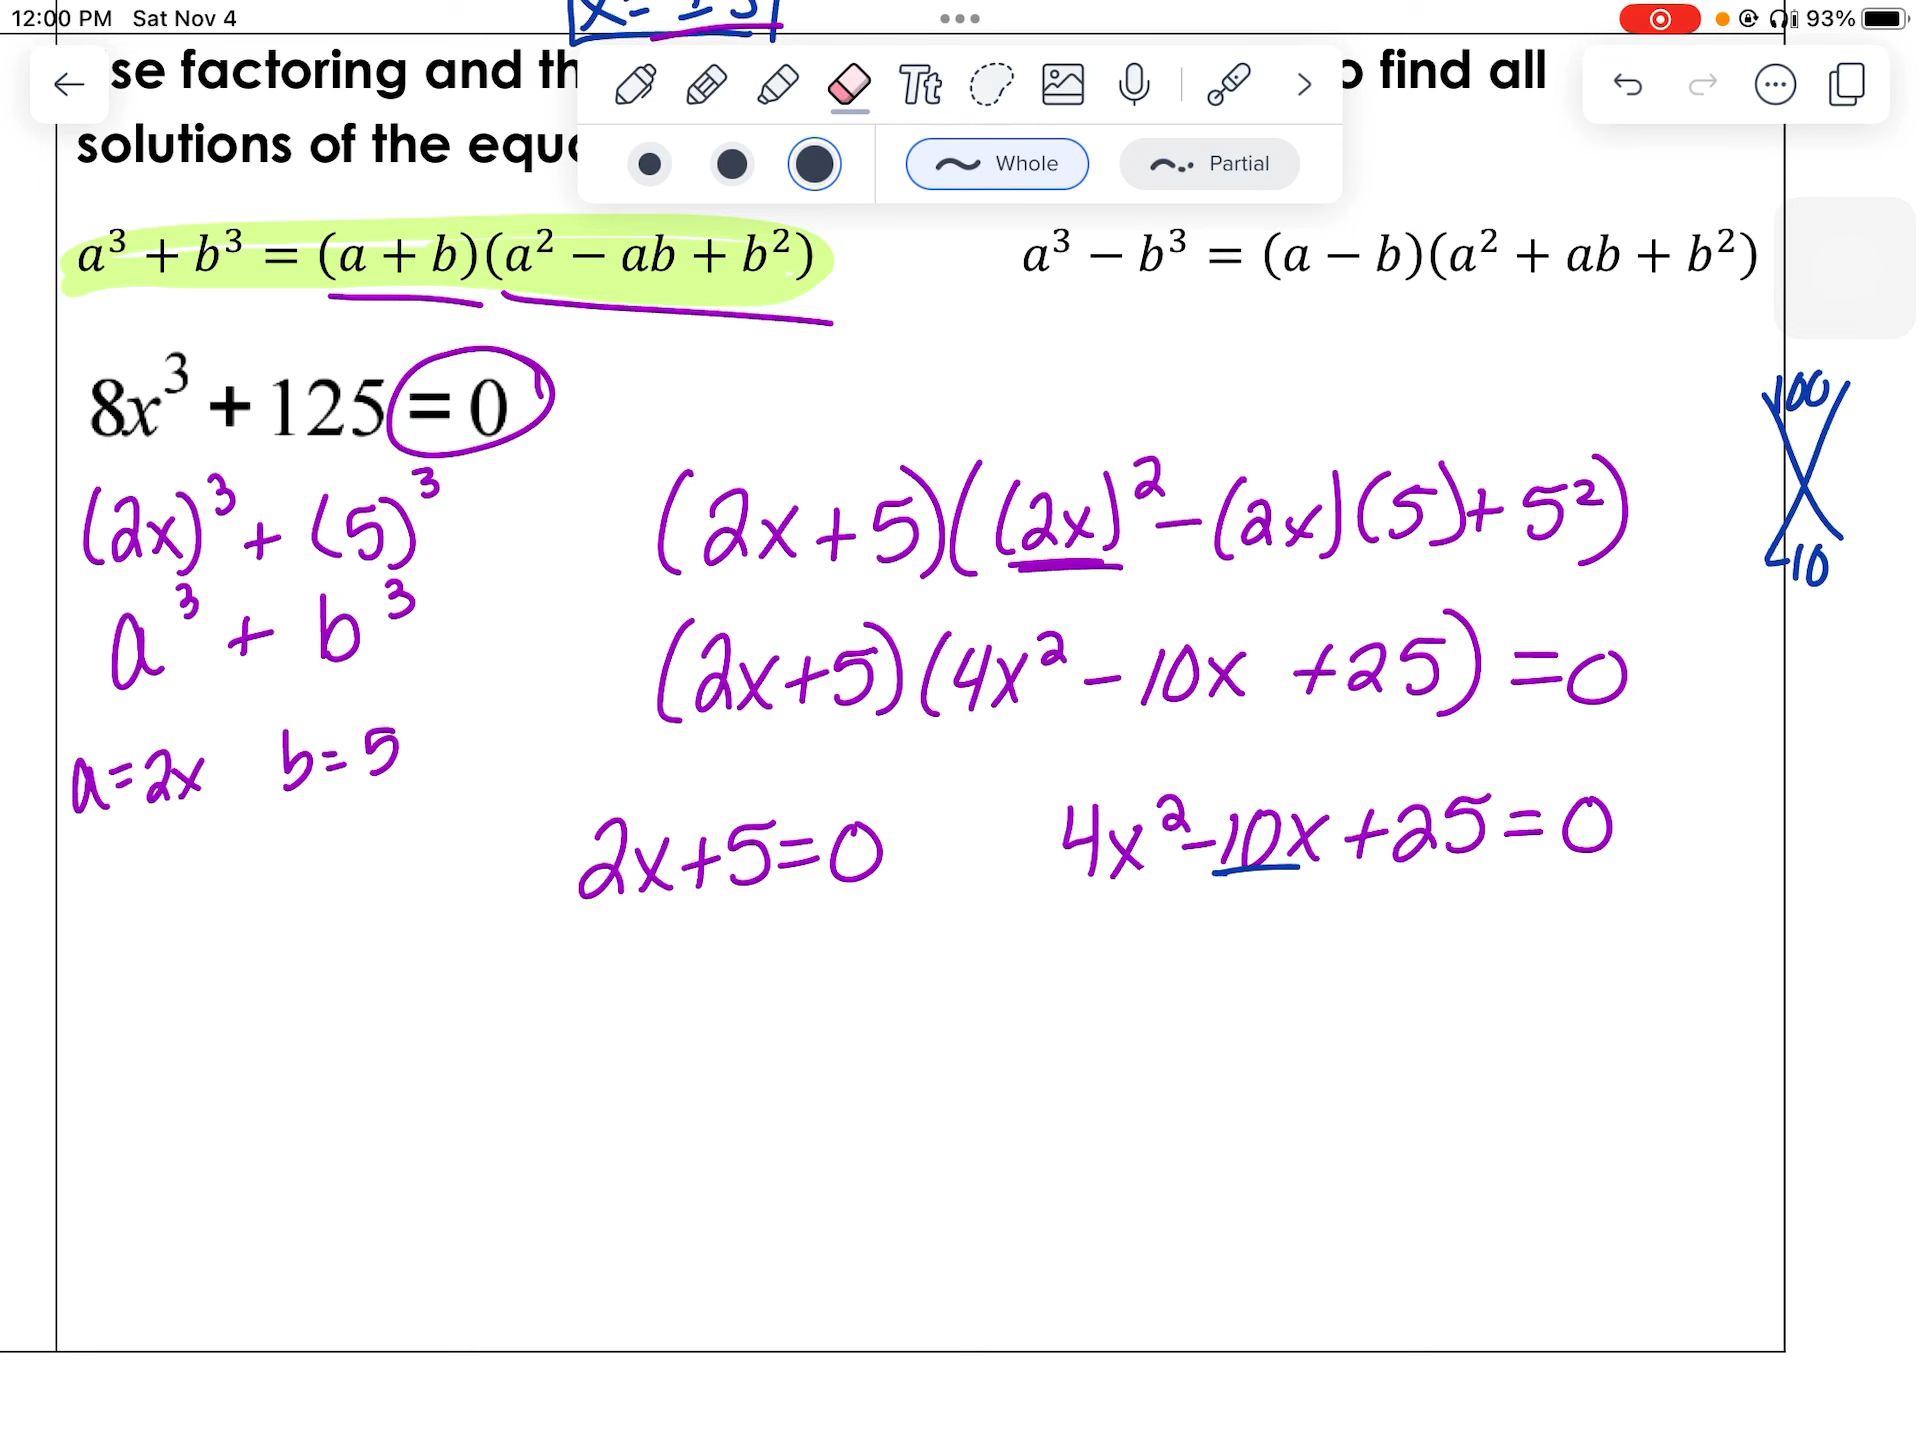 12:00 PM Sat Nov 4
93%
se factoring and th
o find all
solutions of the equ
Tt
Whole
Partial
a³ + b³ = (a + b)(a² − ab + b²)
a³ − b³ = (a − b)(a² + ab + b²)
8x³ + 125 = 0
100
-10
(2x)³ + (5)³
(2x+5)((2x)² − (2x)(5) + 5²)
a³ + b³
(2x+5)(4x² − 10x + 25) = 0
a=2x b=5
2x+5=0
4x²−10x+25=0